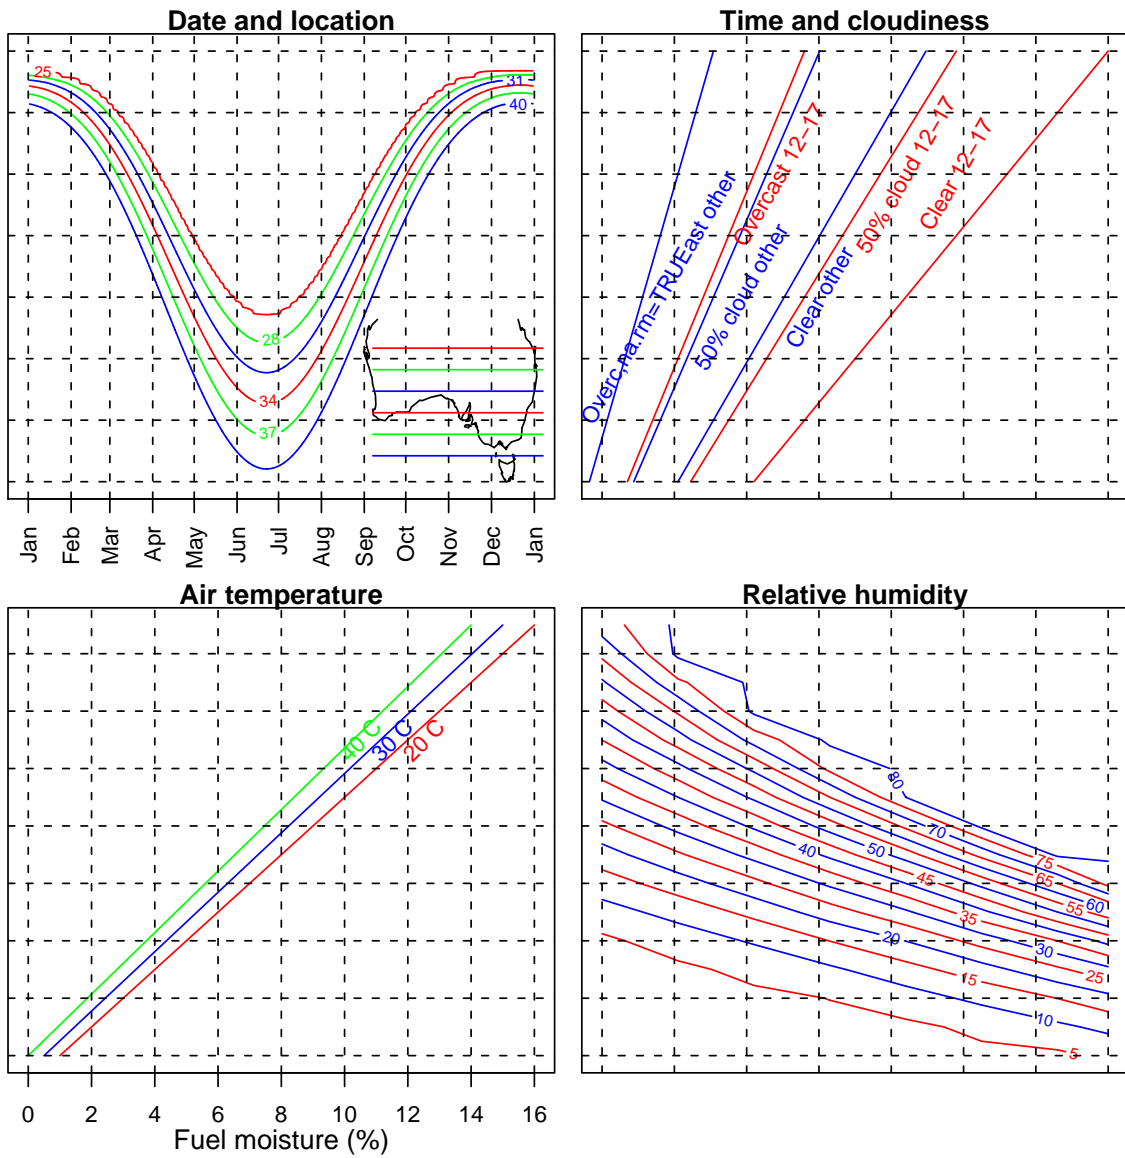 Date and location
25
31
40
28
34
37
Jan
Feb
Mar
Apr
May
Jun
Jul
Aug
Sep
Oct
Nov
Dec
Jan
Time and cloudiness
Overc,na.rm=TRUEast other
Overcast 12−17
50% cloud other
Clear other
50% cloud 12−17
Clear 12−17
Air temperature
40 C
30 C
20 C
0 2 4 6 8 10 12 14 16
Fuel moisture (%)
Relative humidity
80
70
75
50
40
65
45
60
55
35
20
30
15
25
10
5